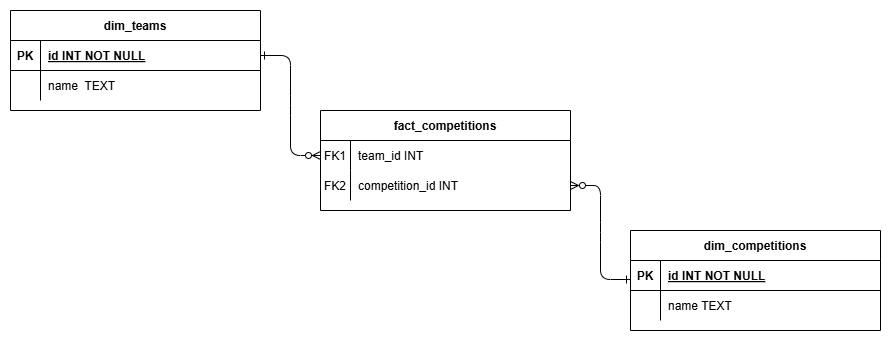 dim_teams
PK id INT NOT NULL
name  TEXT
fact_competitions
FK1 team_id INT
FK2 competition_id INT
dim_competitions
PK id INT NOT NULL
name TEXT